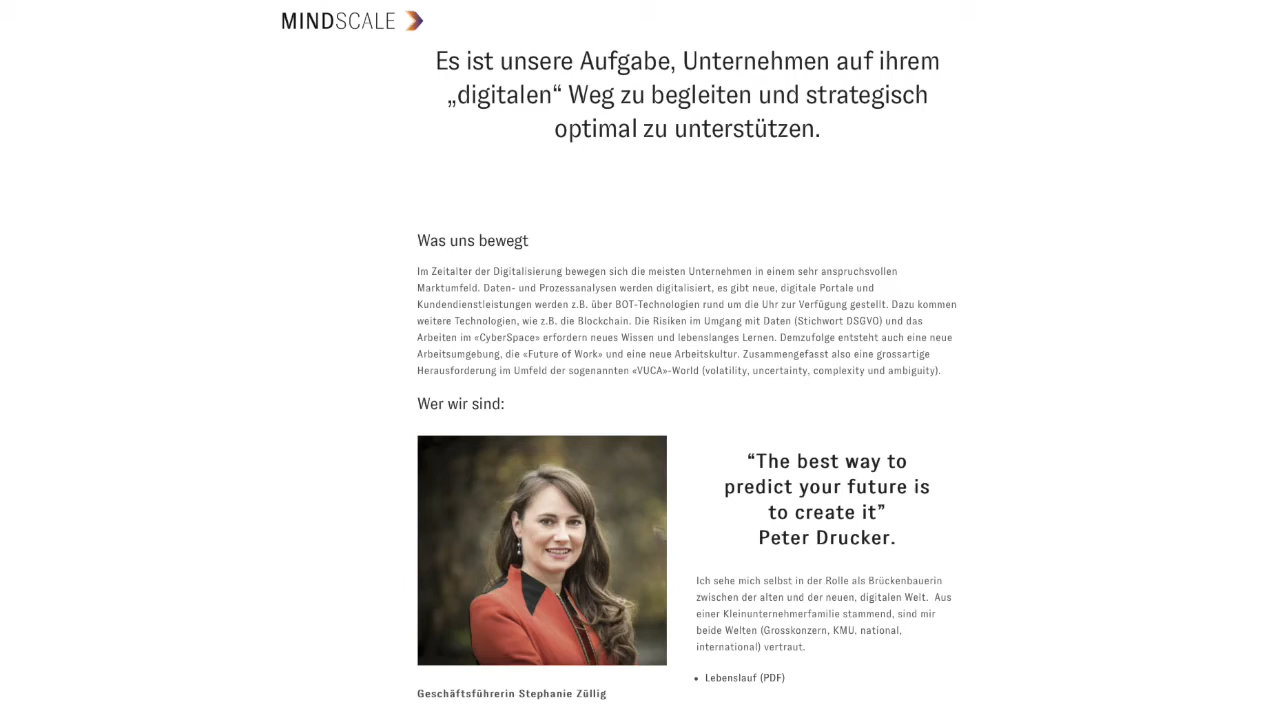 MINDSCALE
Es ist unsere Aufgabe, Unternehmen auf ihrem
„digitalen“ Weg zu begleiten und strategisch
optimal zu unterstützen.
Was uns bewegt
Im Zeitalter der Digitalisierung bewegen sich die meisten Unternehmen in einem sehr anspruchsvollen
Marktumfeld. Daten- und Prozessanalysen werden digitalisiert, es gibt neue, digitale Portale und
Kundendienstleistungen werden z.B. über BOT-Technologien rund um die Uhr zur Verfügung gestellt. Dazu kommen
weitere Technologien, wie z.B. die Blockchain. Die Risiken im Umgang mit Daten (Stichwort DSGVO) und das
Arbeiten im «CyberSpace» erfordern neues Wissen und lebenslanges Lernen. Demzufolge entsteht auch eine neue
Arbeitsumgebung, die «Future of Work» und eine neue Arbeitskultur. Zusammengefasst also eine grossartige
Herausforderung im Umfeld der sogenannten «VUCA»-World (volatility, uncertainty, complexity und ambiguity).
Wer wir sind:
“The best way to
predict your future is
to create it”
Peter Drucker.
Ich sehe mich selbst in der Rolle als Brückenbauerin
zwischen der alten und der neuen, digitalen Welt. Aus
einer Kleinunternehmerfamilie stammend, sind mir
beide Welten (Grosskonzern, KMU, national,
international) vertraut.
• Lebenslauf (PDF)
Geschäftsführerin Stephanie Züllig